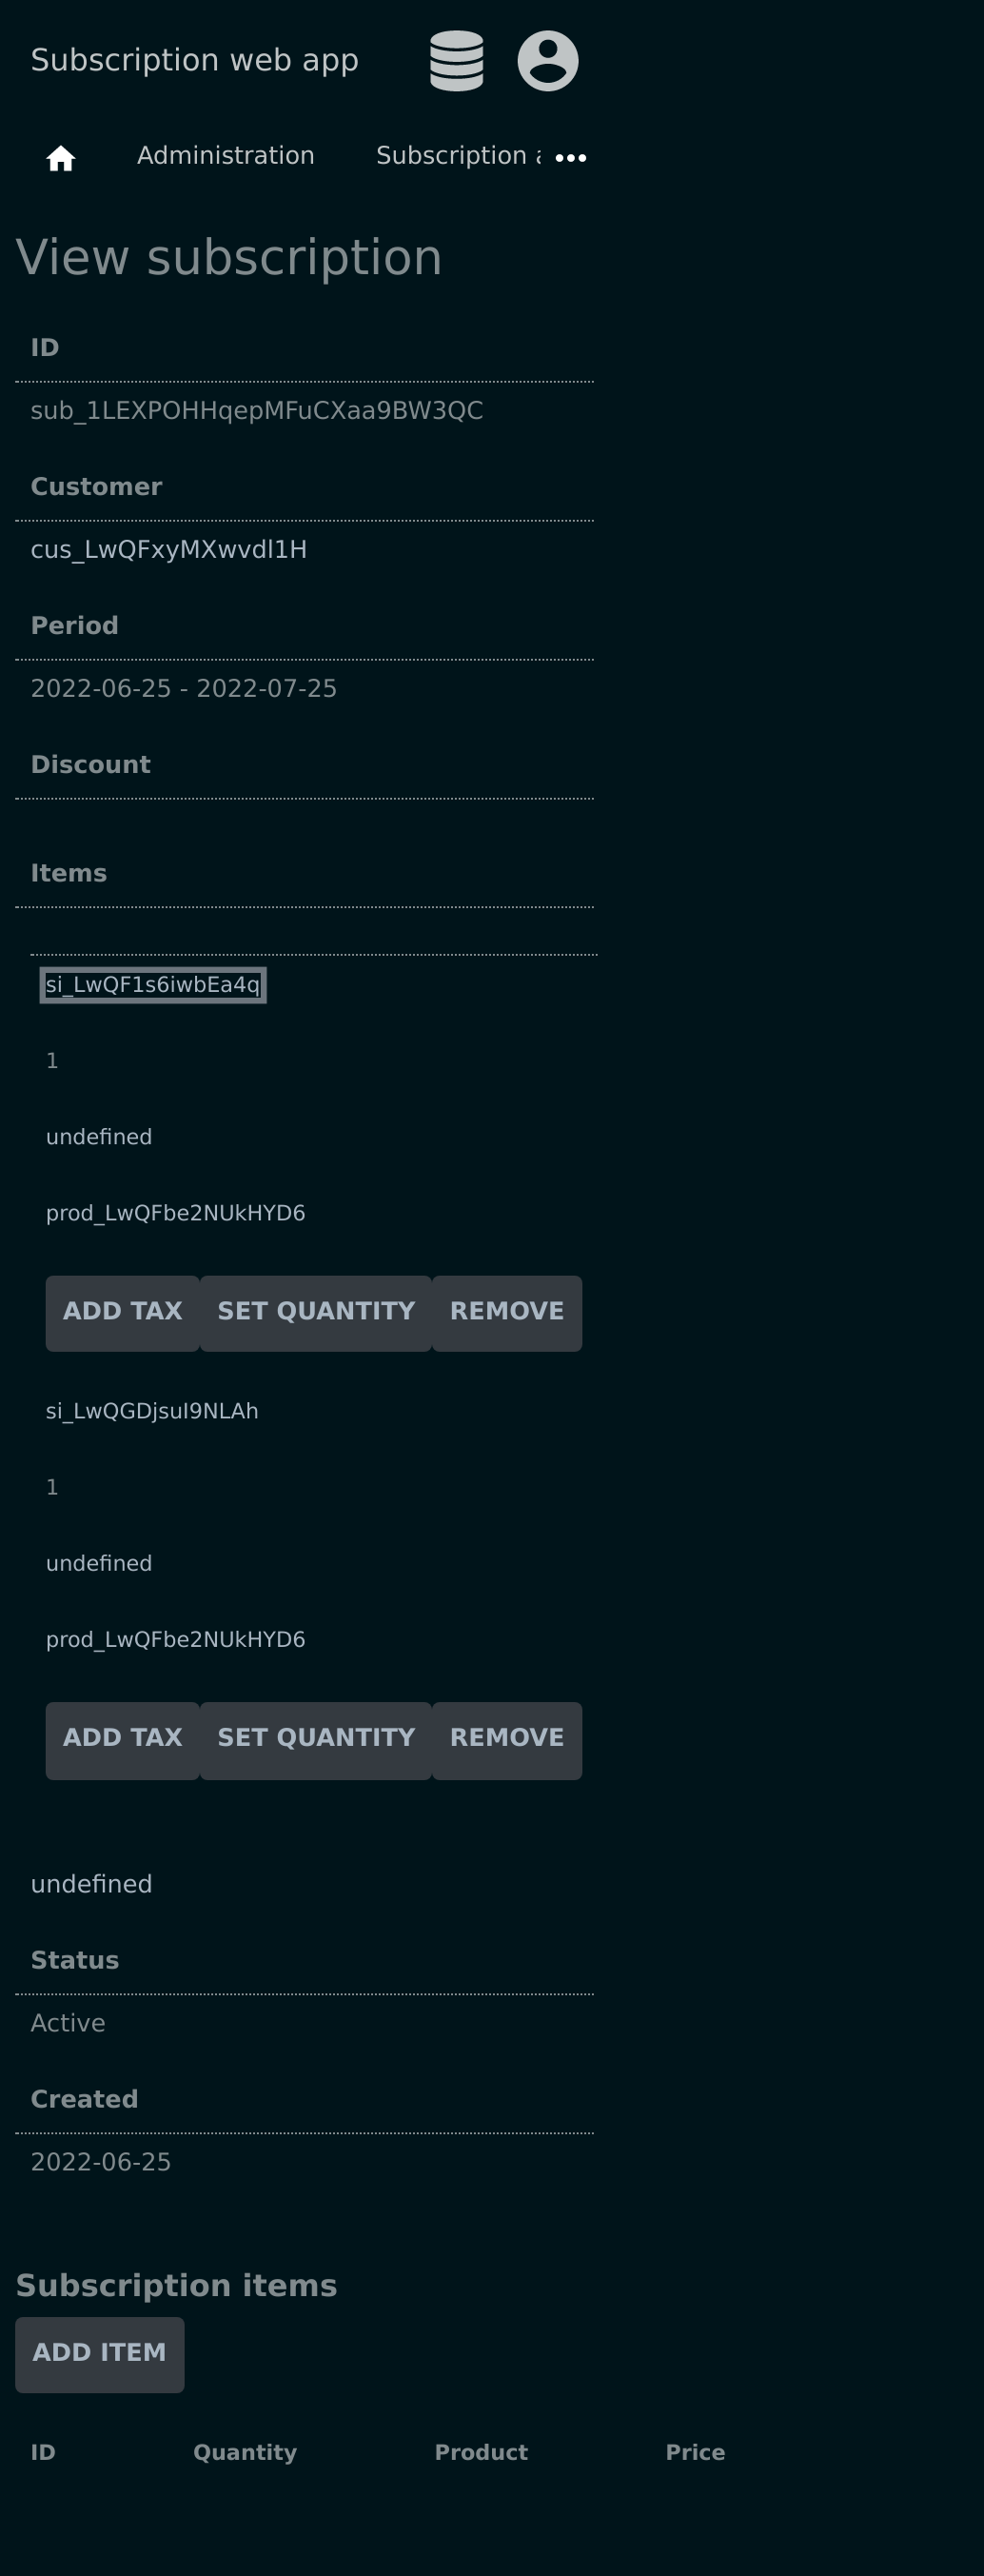 Subscription web app
Administration
Subscription a
View subscription
ID
sub_1LEXPOHHqepMFuCXaa9BW3QC
Customer
cus_LwQFxyMXwvdl1H
Period
2022-06-25 - 2022-07-25
Discount
Items
si_LwQF1s6iwbEa4q
1
undefined
prod_LwQFbe2NUkHYD6
ADD TAX SET QUANTITY REMOVE
si_LwQGDjsuI9NLAh
1
undefined
prod_LwQFbe2NUkHYD6
ADD TAX SET QUANTITY REMOVE
undefined
Status
Active
Created
2022-06-25
Subscription items
ADD ITEM
ID Quantity Product Price